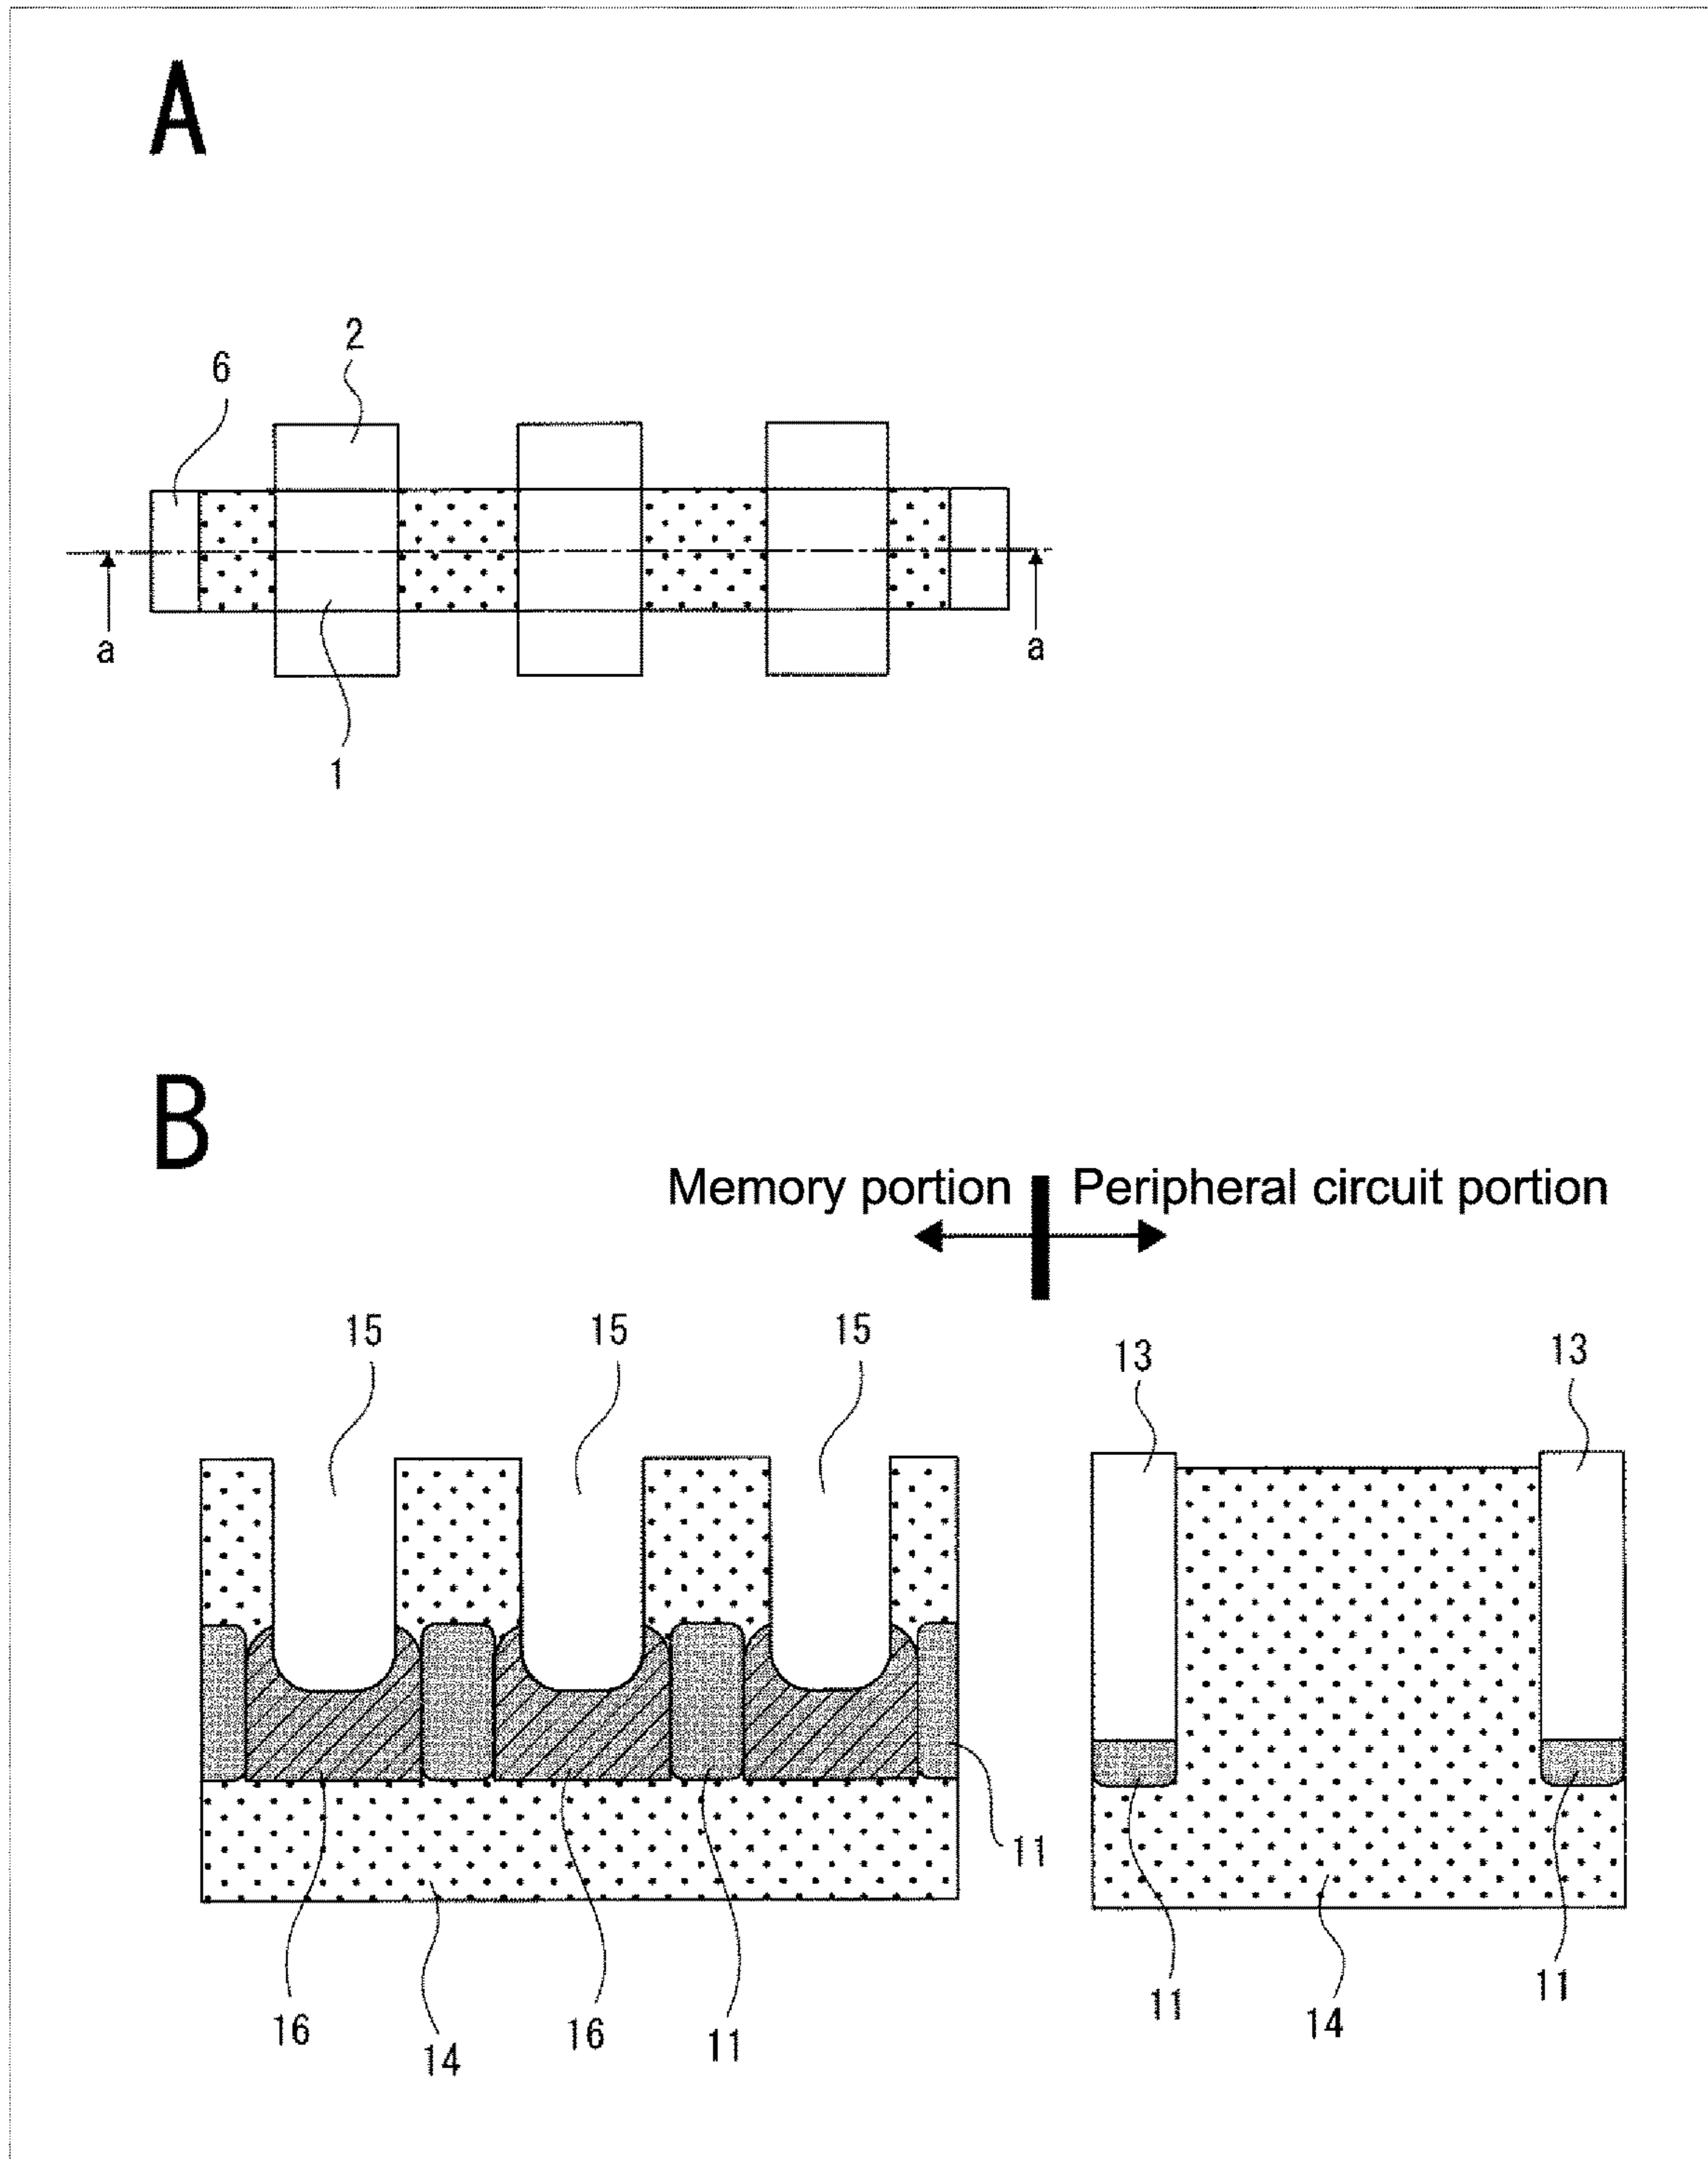 A
2
6
a a
1
B
Memory portion Peripheral circuit portion
15 15 15
13 13
11
11 11
16 16 11 14
14